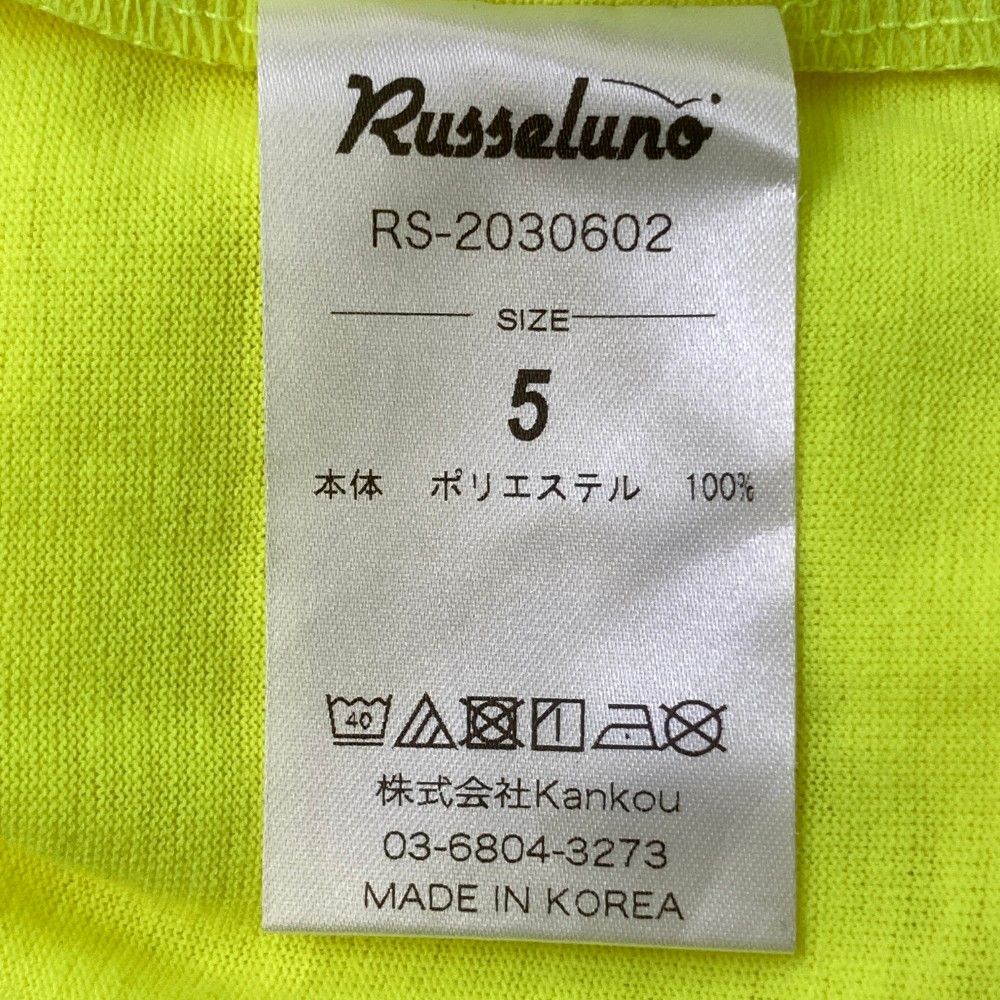 Russeluno
RS-2030602
SIZE
5
本体 ポリエステル 100%
40
株式会社Kankou
03-6804-3273
MADE IN KOREA